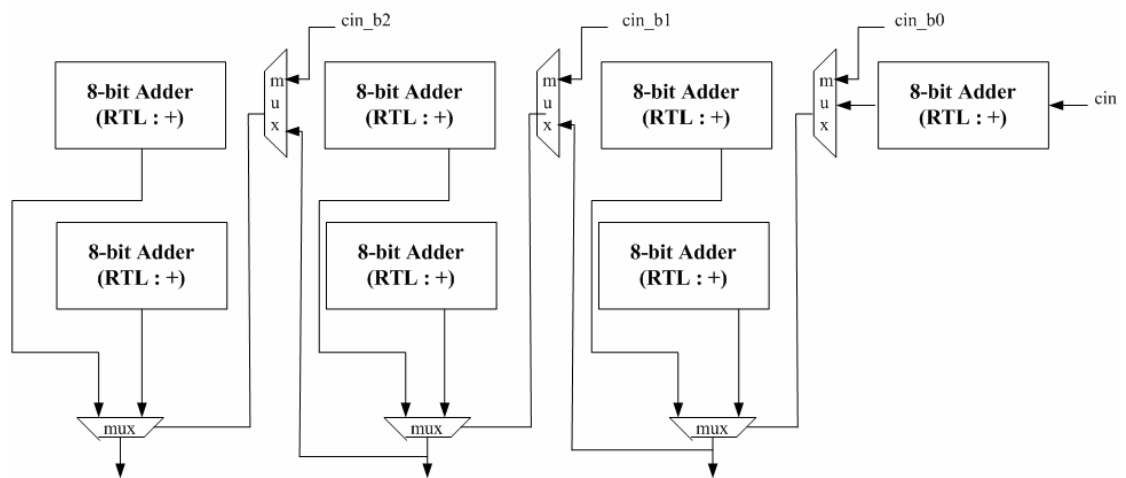 cin_b2
cin_b1
cin_b0
8-bit Adder
(RTL : +)
m
u
x
8-bit Adder
(RTL : +)
m
u
x
8-bit Adder
(RTL : +)
m
u
x
8-bit Adder
(RTL : +)
cin
8-bit Adder
(RTL : +)
8-bit Adder
(RTL : +)
8-bit Adder
(RTL : +)
mux
mux
mux